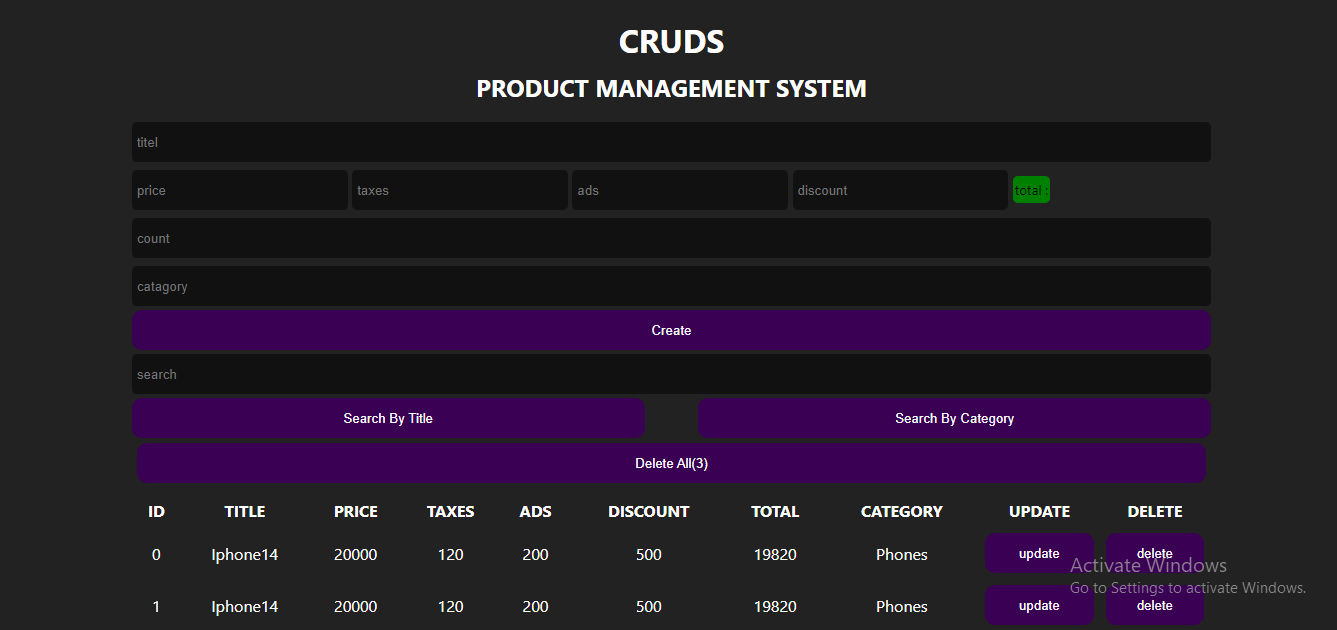 CRUDS
PRODUCT MANAGEMENT SYSTEM
titel
price taxes ads discount total :
count
catagory
Create
search
Search By Title Search By Category
Delete All(3)
ID TITLE PRICE TAXES ADS DISCOUNT TOTAL CATEGORY UPDATE DELETE
0 Iphone14 20000 120 200 500 19820 Phones update delete
Activate Windows
Go to Settings to activate Windows.
1 Iphone14 20000 120 200 500 19820 Phones update delete